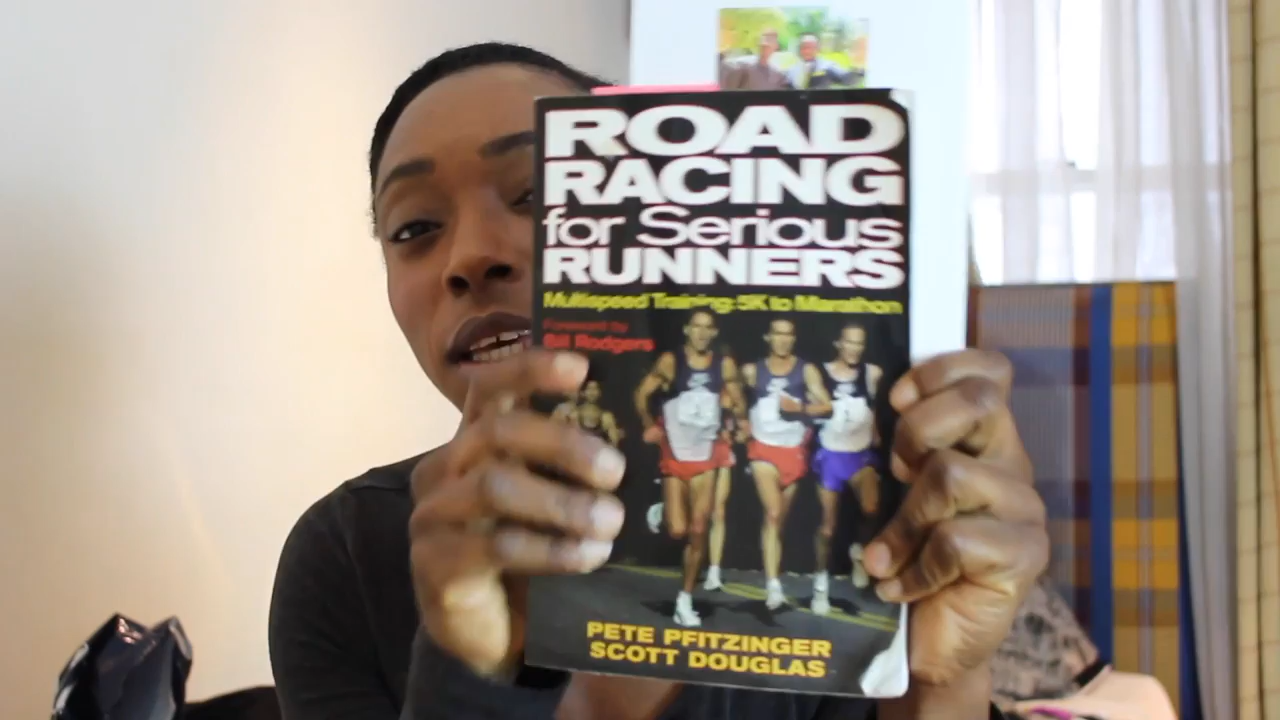 ROAD
RACING
for Serious
RUNNERS
Multispeed Training: 5K to Marathon
Foreword by
Bill Rodgers
PETE PFITZINGER
SCOTT DOUGLAS